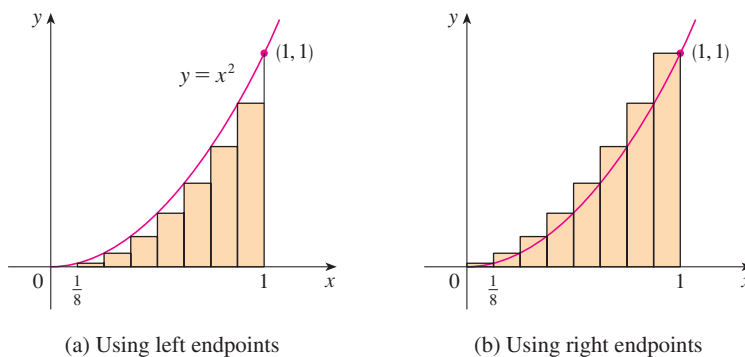 y
y = x²
(1, 1)
0
1/8
1
x
(a) Using left endpoints
y
(1, 1)
0
1/8
1
x
(b) Using right endpoints